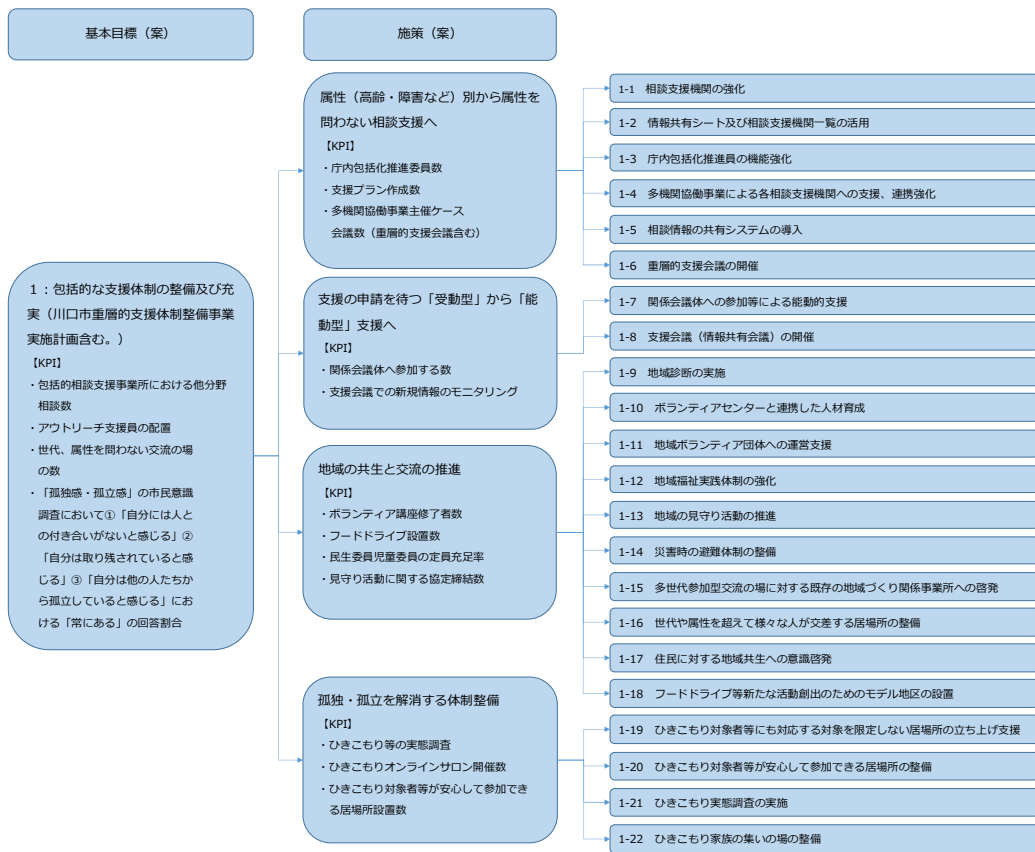 基本目標（案）
施策（案）
１：包括的な支援体制の整備及び充
実（川口市重層的支援体制整備事業
実施計画含む。）
【KPI】
・包括的相談支援事業所における他分野
相談数
・アウトリーチ支援員の配置
・世代、属性を問わない交流の場
の数
・「孤独感・孤立感」の市民意識
調査において①「自分には人と
の付き合いがないと感じる」②
「自分は取り残されていると感
じる」③「自分は他の人たちか
ら孤立していると感じる」にお
ける「常にある」の回答割合
属性（高齢・障害など）別から属性を
問わない相談支援へ
【KPI】
・庁内包括化推進委員数
・支援プラン作成数
・多機関協働事業主催ケース
会議数（重層的支援会議含む）
1-1 相談支援機関の強化
1-2 情報共有シート及び相談支援機関一覧の活用
1-3 庁内包括化推進員の機能強化
1-4 多機関協働事業による各相談支援機関への支援、連携強化
1-5 相談情報の共有システムの導入
1-6 重層的支援会議の開催
支援の申請を待つ「受動型」から「能
動型」支援へ
【KPI】
・関係会議体へ参加する数
・支援会議での新規情報のモニタリング
1-7 関係会議体への参加等による能動的支援
1-8 支援会議（情報共有会議）の開催
地域の共生と交流の推進
【KPI】
・ボランティア講座修了者数
・フードドライブ設置数
・民生委員児童委員の定員充足率
・見守り活動に関する協定締結数
1-9 地域診断の実施
1-10 ボランティアセンターと連携した人材育成
1-11 地域ボランティア団体への運営支援
1-12 地域福祉実践体制の強化
1-13 地域の見守り活動の推進
1-14 災害時の避難体制の整備
1-15 多世代参加型交流の場に対する既存の地域づくり関係事業所への啓発
1-16 世代や属性を超えて様々な人が交差する居場所の整備
1-17 住民に対する地域共生への意識啓発
1-18 フードドライブ等新たな活動創出のためのモデル地区の設置
孤独・孤立を解消する体制整備
【KPI】
・ひきこもり等の実態調査
・ひきこもりオンラインサロン開催数
・ひきこもり対象者等が安心して参加でき
る居場所設置数
1-19 ひきこもり対象者等にも対応する対象を限定しない居場所の立ち上げ支援
1-20 ひきこもり対象者等が安心して参加できる居場所の整備
1-21 ひきこもり実態調査の実施
1-22 ひきこもり家族の集いの場の整備